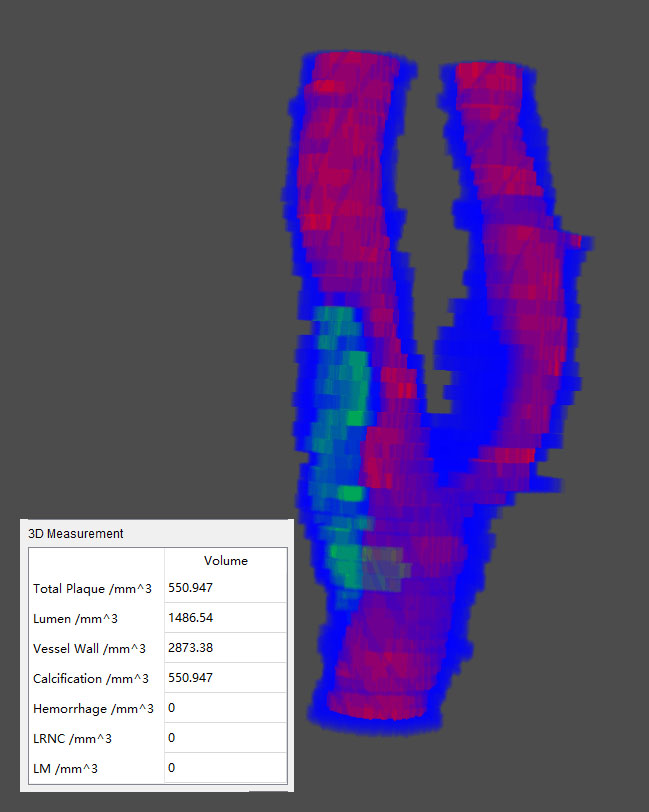 3D Measurement
Volume
Total Plaque /mm^3 550.947
Lumen /mm^3 1486.54
Vessel Wall /mm^3 2873.38
Calcification /mm^3 550.947
Hemorrhage /mm^3 0
LRNC /mm^3 0
LM /mm^3 0